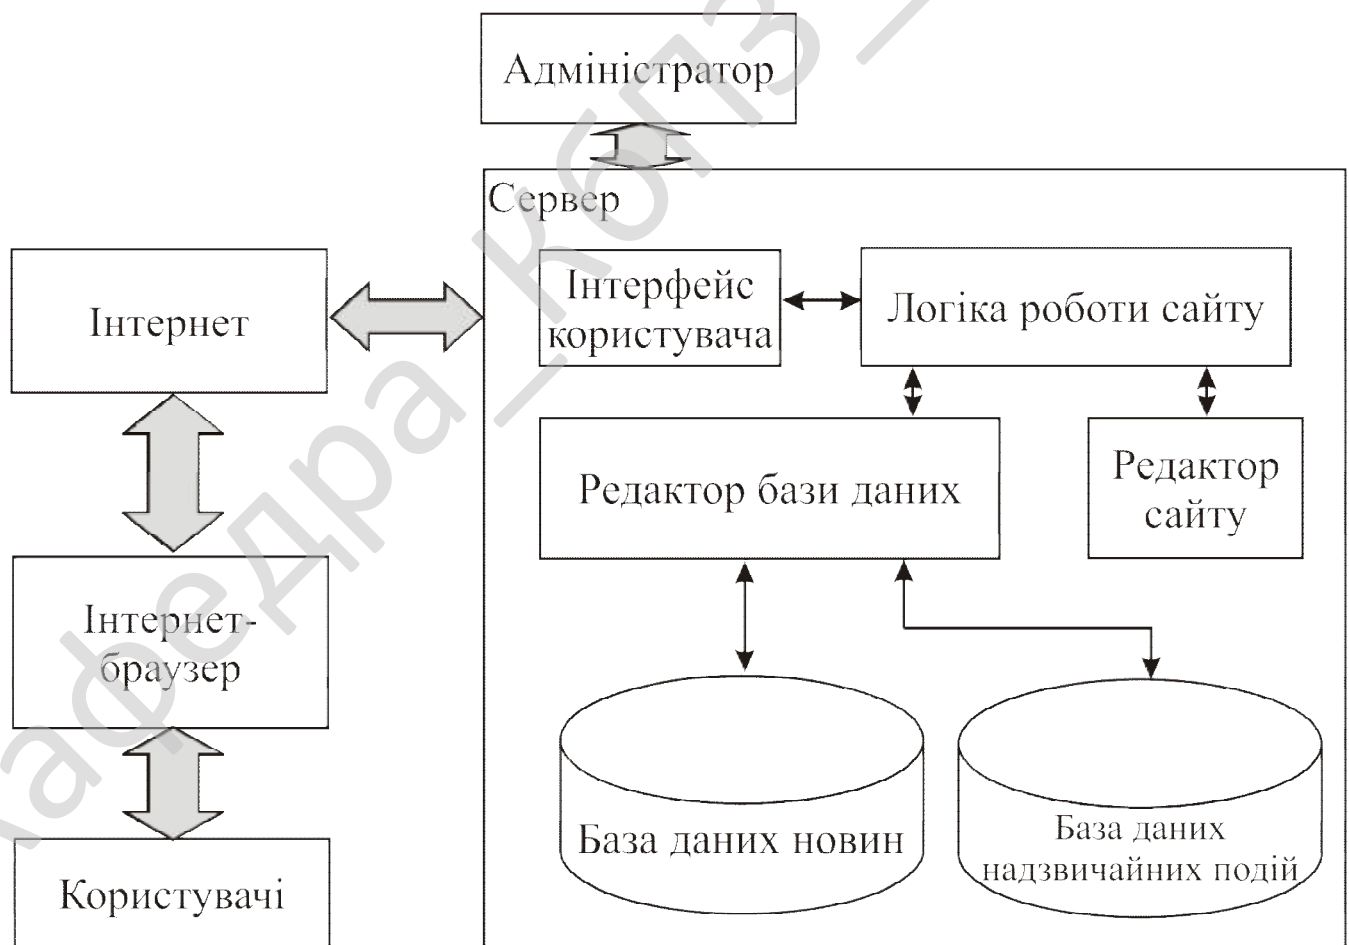 Адміністратор
Сервер
Інтернет
Інтерфейс
користувача
Логіка роботи сайту
Редактор бази даних
Редактор
сайту
Інтернет-
браузер
База даних новин
База даних
надзвичайних подій
Користувачі
кафедра_КбПЗ_